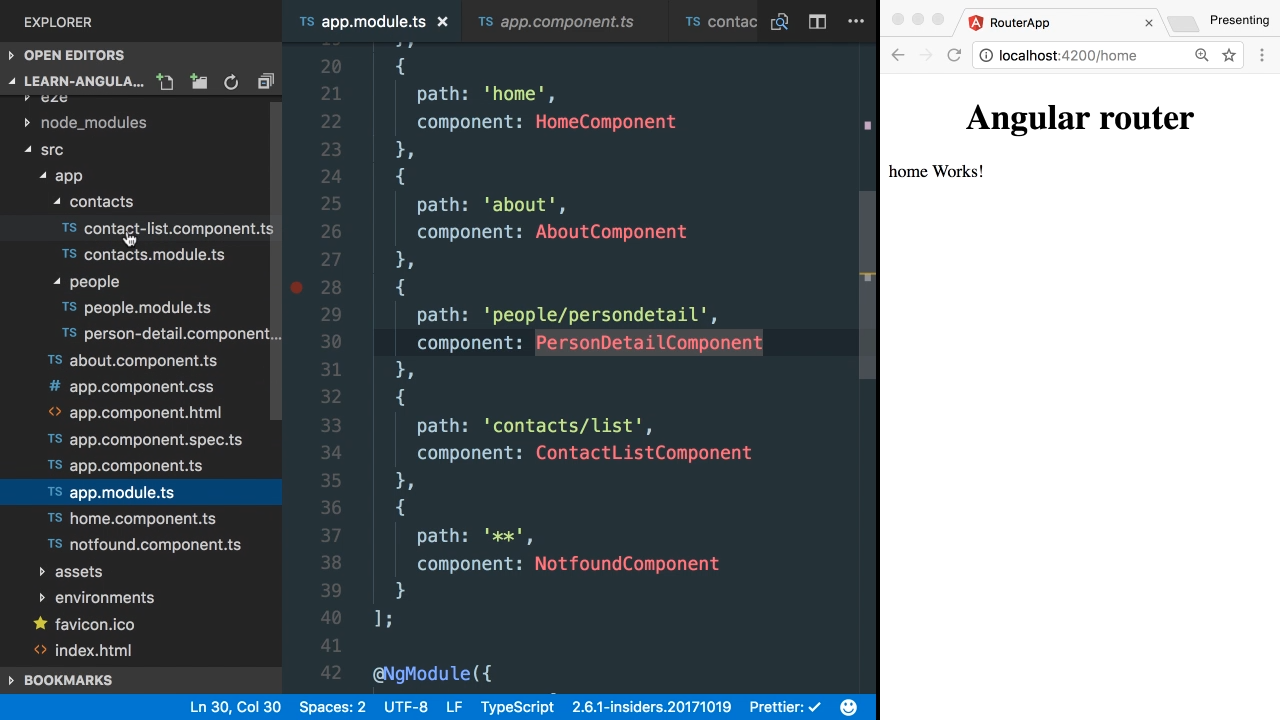 EXPLORER
OPEN EDITORS
LEARN-ANGULA...
e2e
node_modules
src
app
contacts
TS contact-list.component.ts
TS contacts.module.ts
people
TS people.module.ts
TS person-detail.component...
TS about.component.ts
# app.component.css
<> app.component.html
TS app.component.spec.ts
TS app.component.ts
TS app.module.ts
TS home.component.ts
TS notfound.component.ts
assets
environments
favicon.ico
<> index.html
BOOKMARKS
TS app.module.ts × TS app.component.ts TS contac ...
19 },
20 {
21 path: 'home',
22 component: HomeComponent
23 },
24 {
25 path: 'about',
26 component: AboutComponent
27 },
28 {
29 path: 'people/persondetail',
30 component: PersonDetailComponent
31 },
32 {
33 path: 'contacts/list',
34 component: ContactListComponent
35 },
36 {
37 path: '**',
38 component: NotfoundComponent
39 }
40 ];
41
42 @NgModule({
Ln 30, Col 30 Spaces: 2 UTF-8 LF TypeScript 2.6.1-insiders.20171019 Prettier: ✓
RouterApp × Presenting
localhost:4200/home
Angular router
home Works!